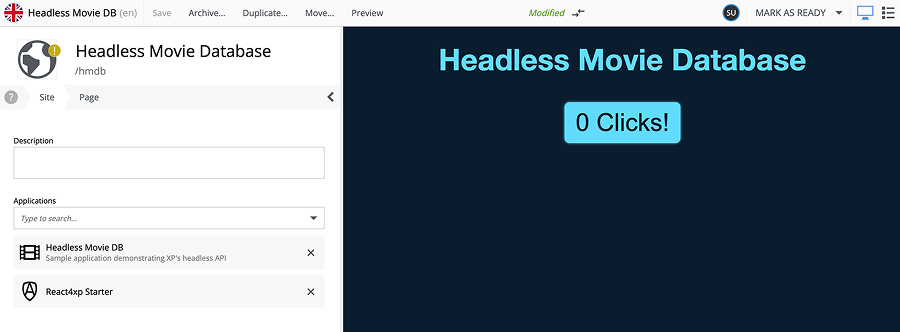 Headless Movie DB (en) Save Archive... Duplicate... Move... Preview Modified SU MARK AS READY
Headless Movie Database
/hmdb
? Site Page
Description
Applications
Type to search...
Headless Movie DB
Sample application demonstrating XP's headless API
React4xp Starter
Headless Movie Database
0 Clicks!